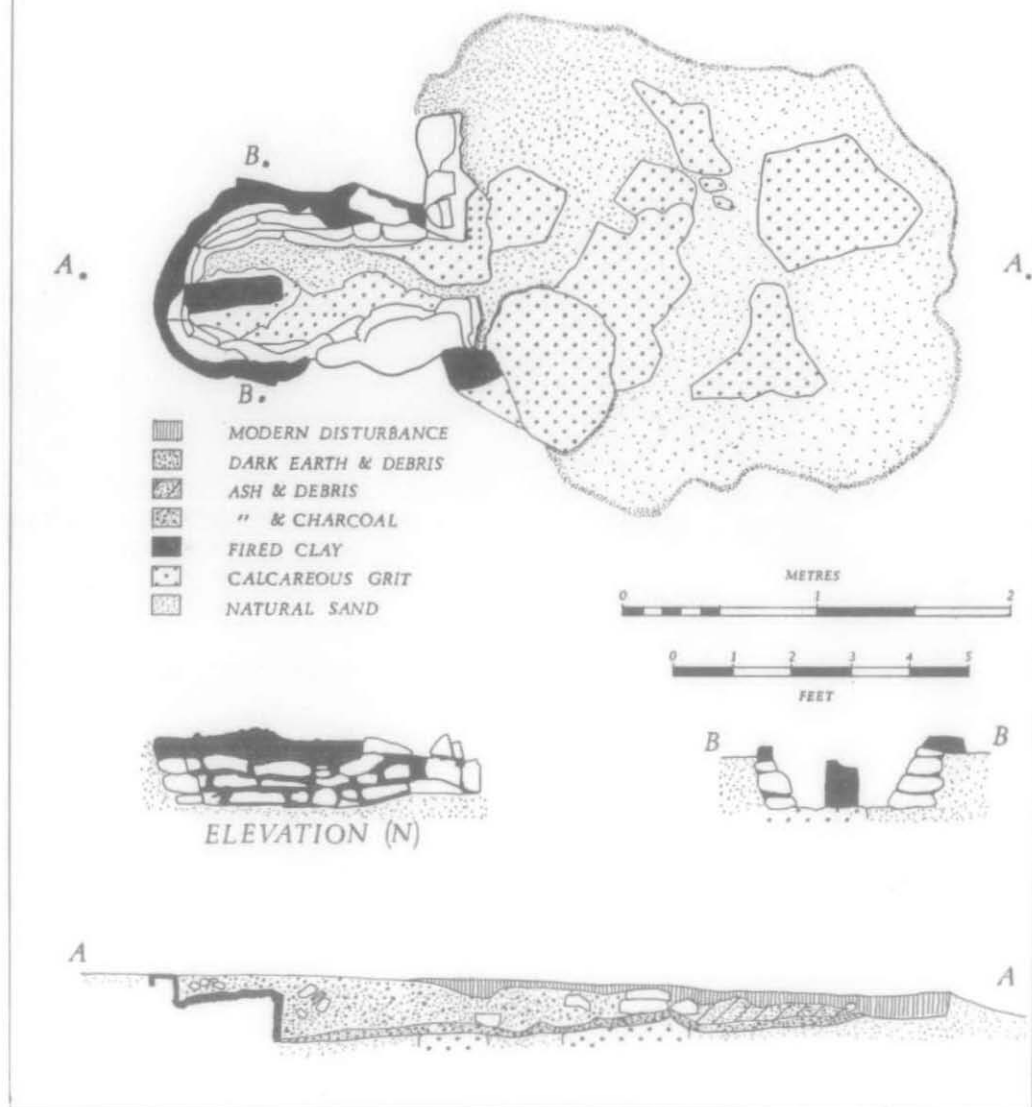 B.
A.
A.
B.
MODERN DISTURBANCE
DARK EARTH & DEBRIS
ASH & DEBRIS
" & CHARCOAL
FIRED CLAY
CALCAREOUS GRIT
NATURAL SAND
METRES
0 1 2
0 1 2 3 4 5
FEET
B B
ELEVATION (N)
A A